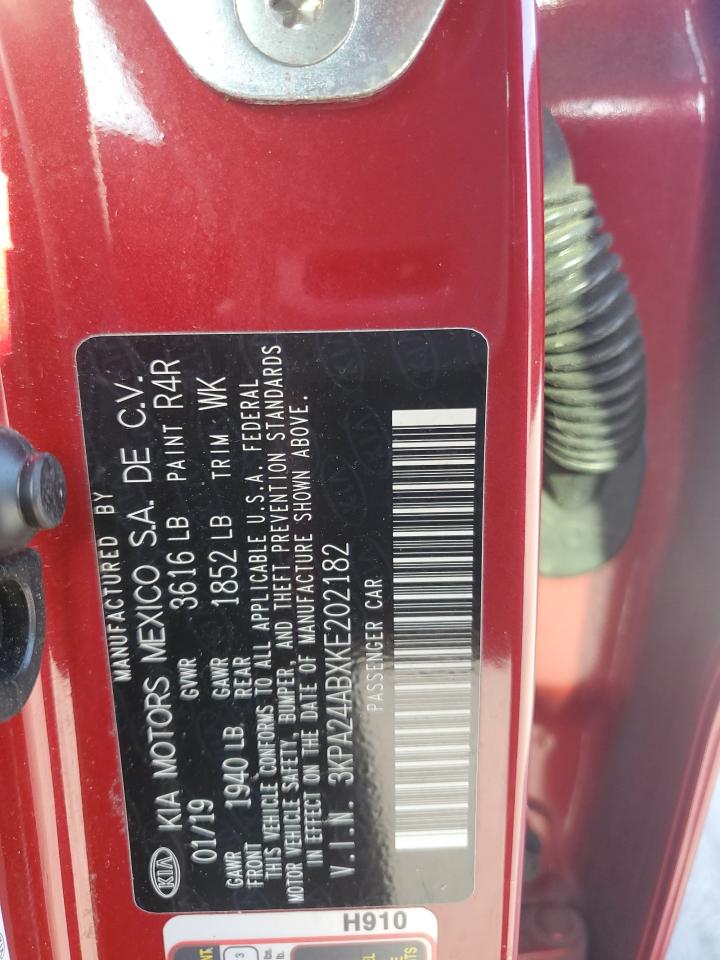 MANUFACTURED BY
KIA KIA MOTORS MEXICO S.A. DE C.V.
01/19 GVWR 3616 LB PAINT R4R
GAWR FRONT 1940 LB GAWR REAR 1852 LB TRIM WK
THIS VEHICLE CONFORMS TO ALL APPLICABLE U.S.A. FEDERAL
MOTOR VEHICLE SAFETY, BUMPER, AND THEFT PREVENTION STANDARDS
IN EFFECT ON THE DATE OF MANUFACTURE SHOWN ABOVE.
V.I.N. 3KPA24ABXKE202182
PASSENGER CAR
H910